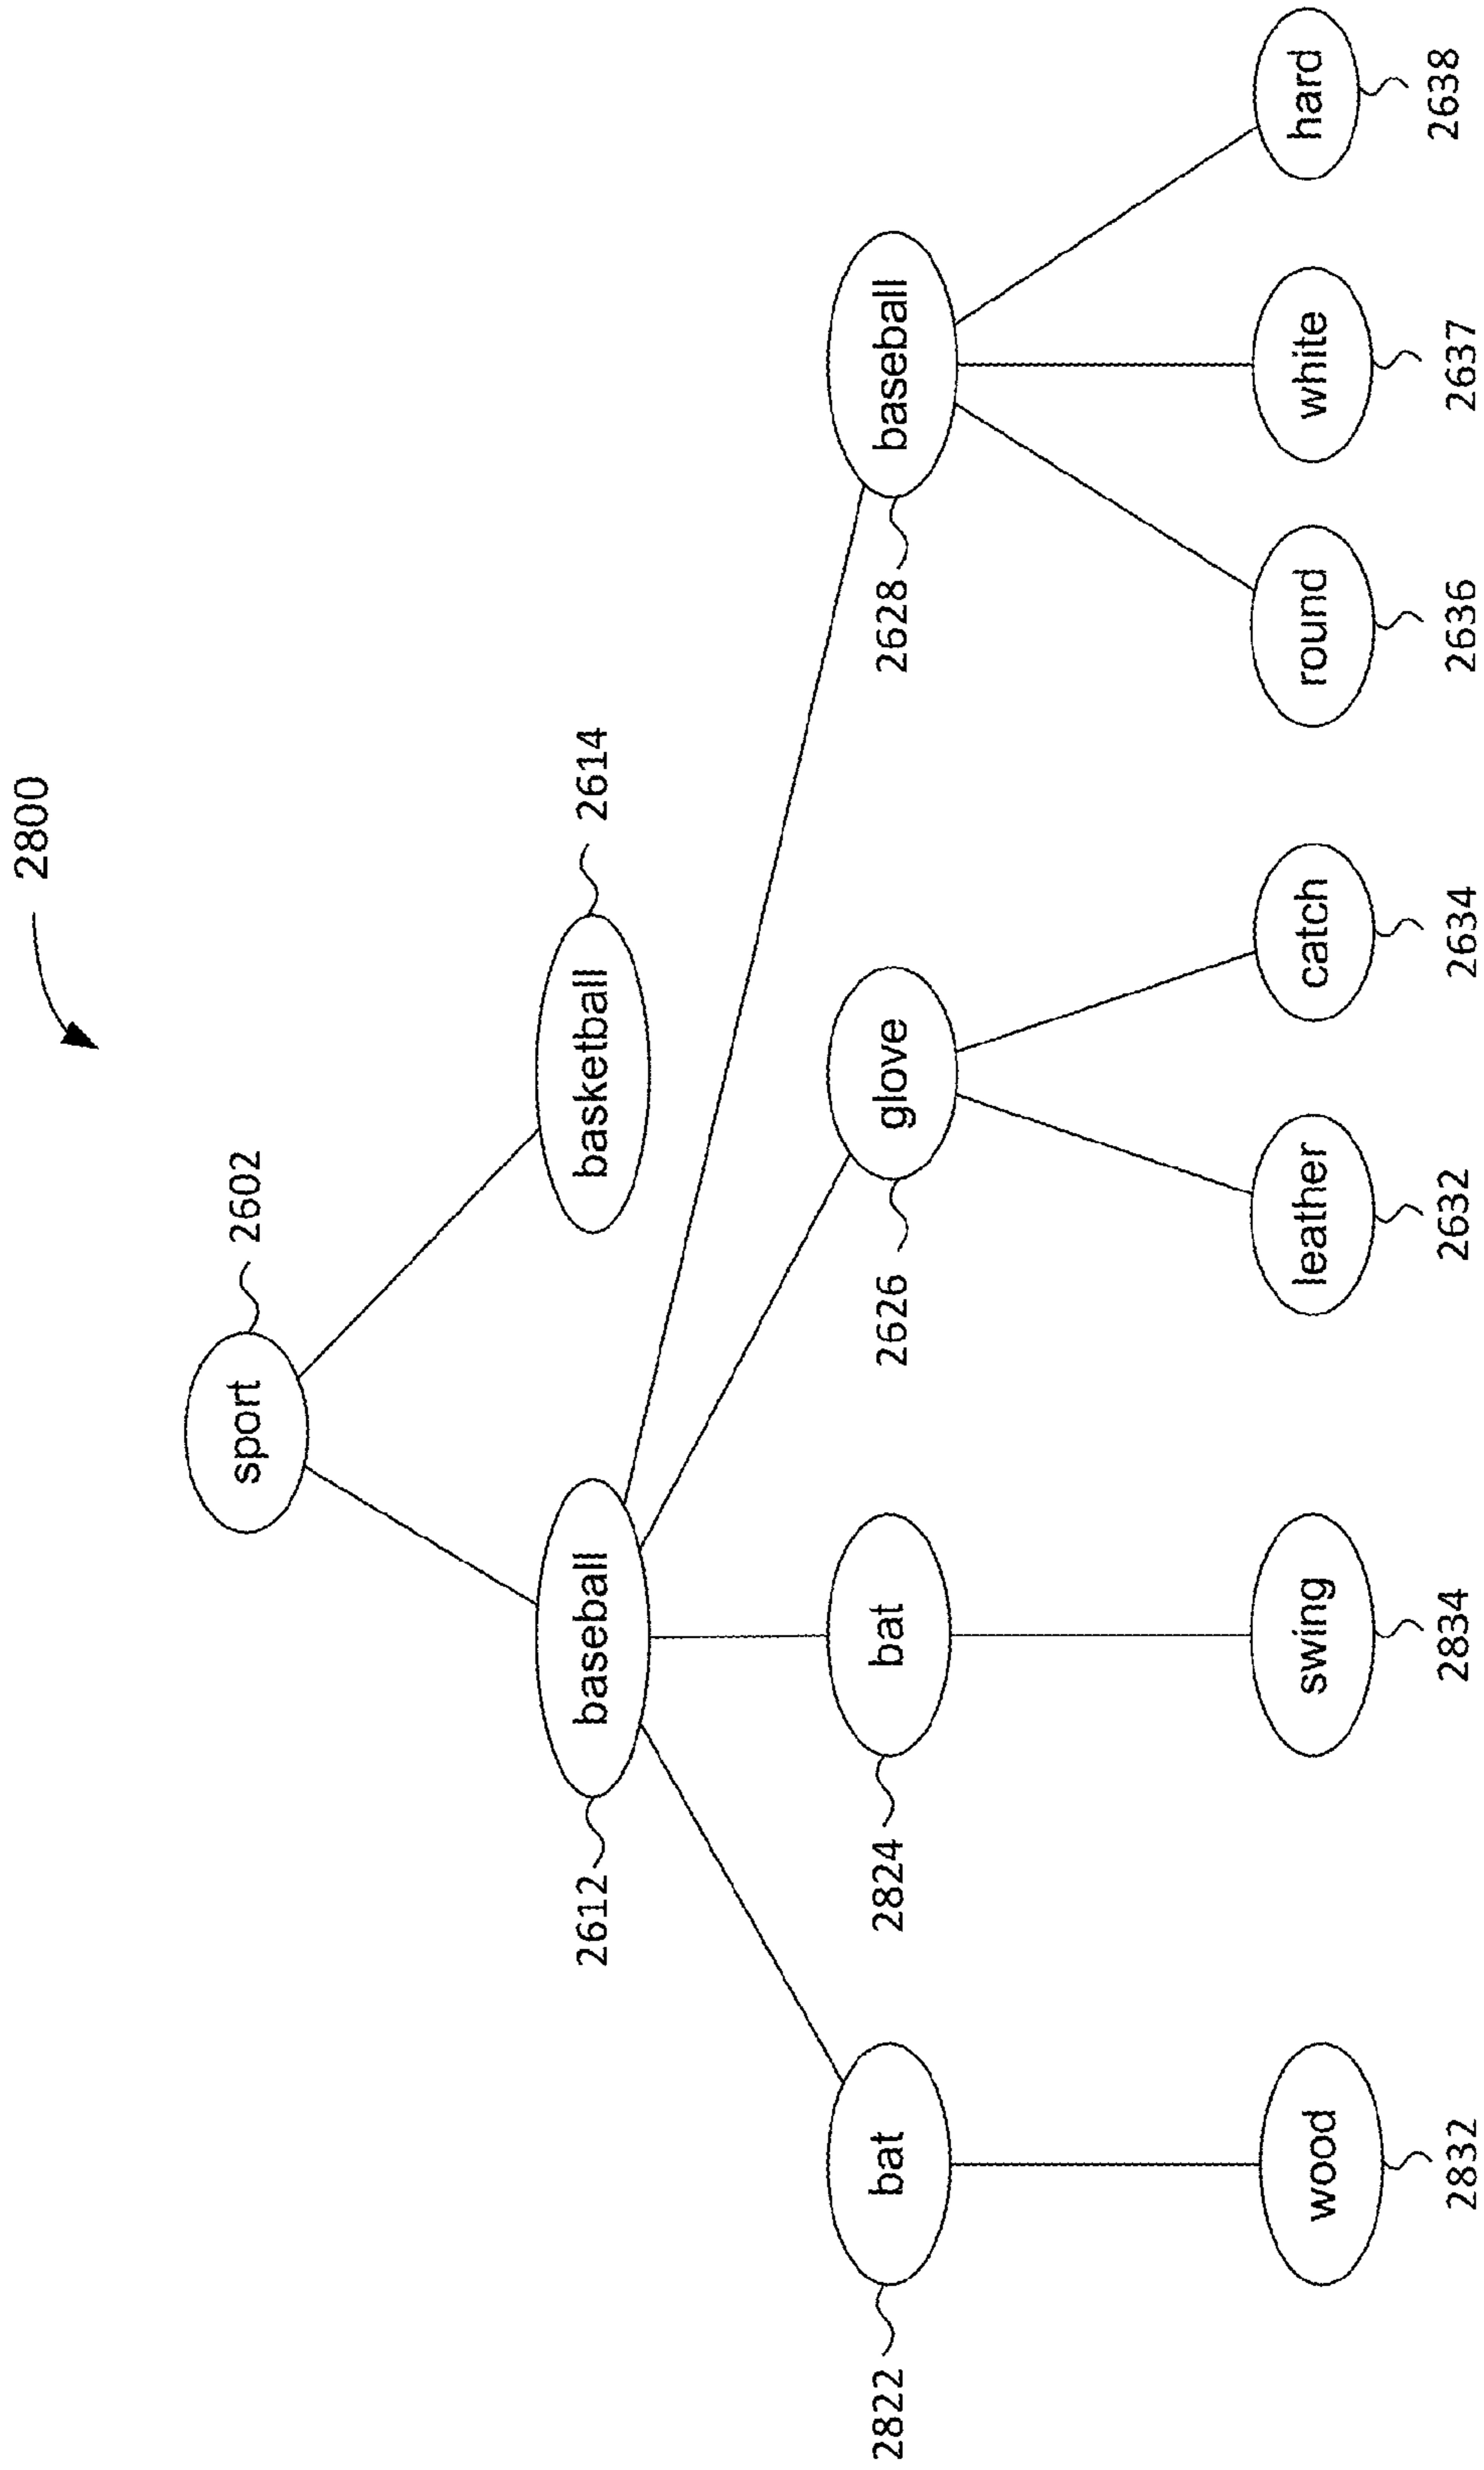 2800
sport
2602
2612
baseball
basketball
2614
2822
bat
2824
bat
2626
glove
2628
baseball
wood
swing
leather
catch
round
white
hard
2832
2834
2632
2634
2636
2637
2638